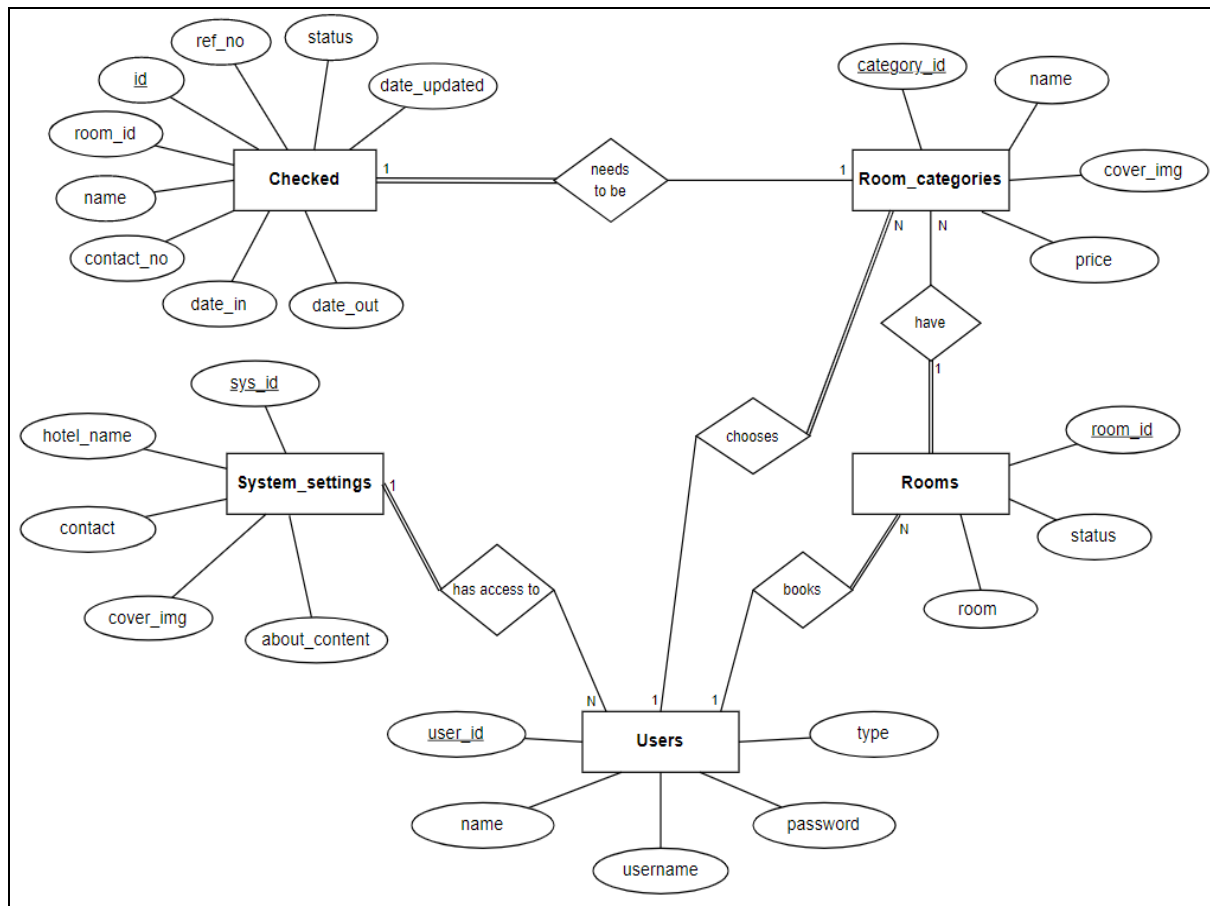 ref_no
status
id
date_updated
room_id
Checked
name
contact_no
date_in
date_out
1
needs
to be
1
category_id
name
Room_categories
cover_img
price
N
N
have
1
chooses
sys_id
hotel_name
System_settings
1
contact
cover_img
about_content
has access to
N
room_id
Rooms
status
room
N
books
1
1
user_id
Users
type
name
username
password